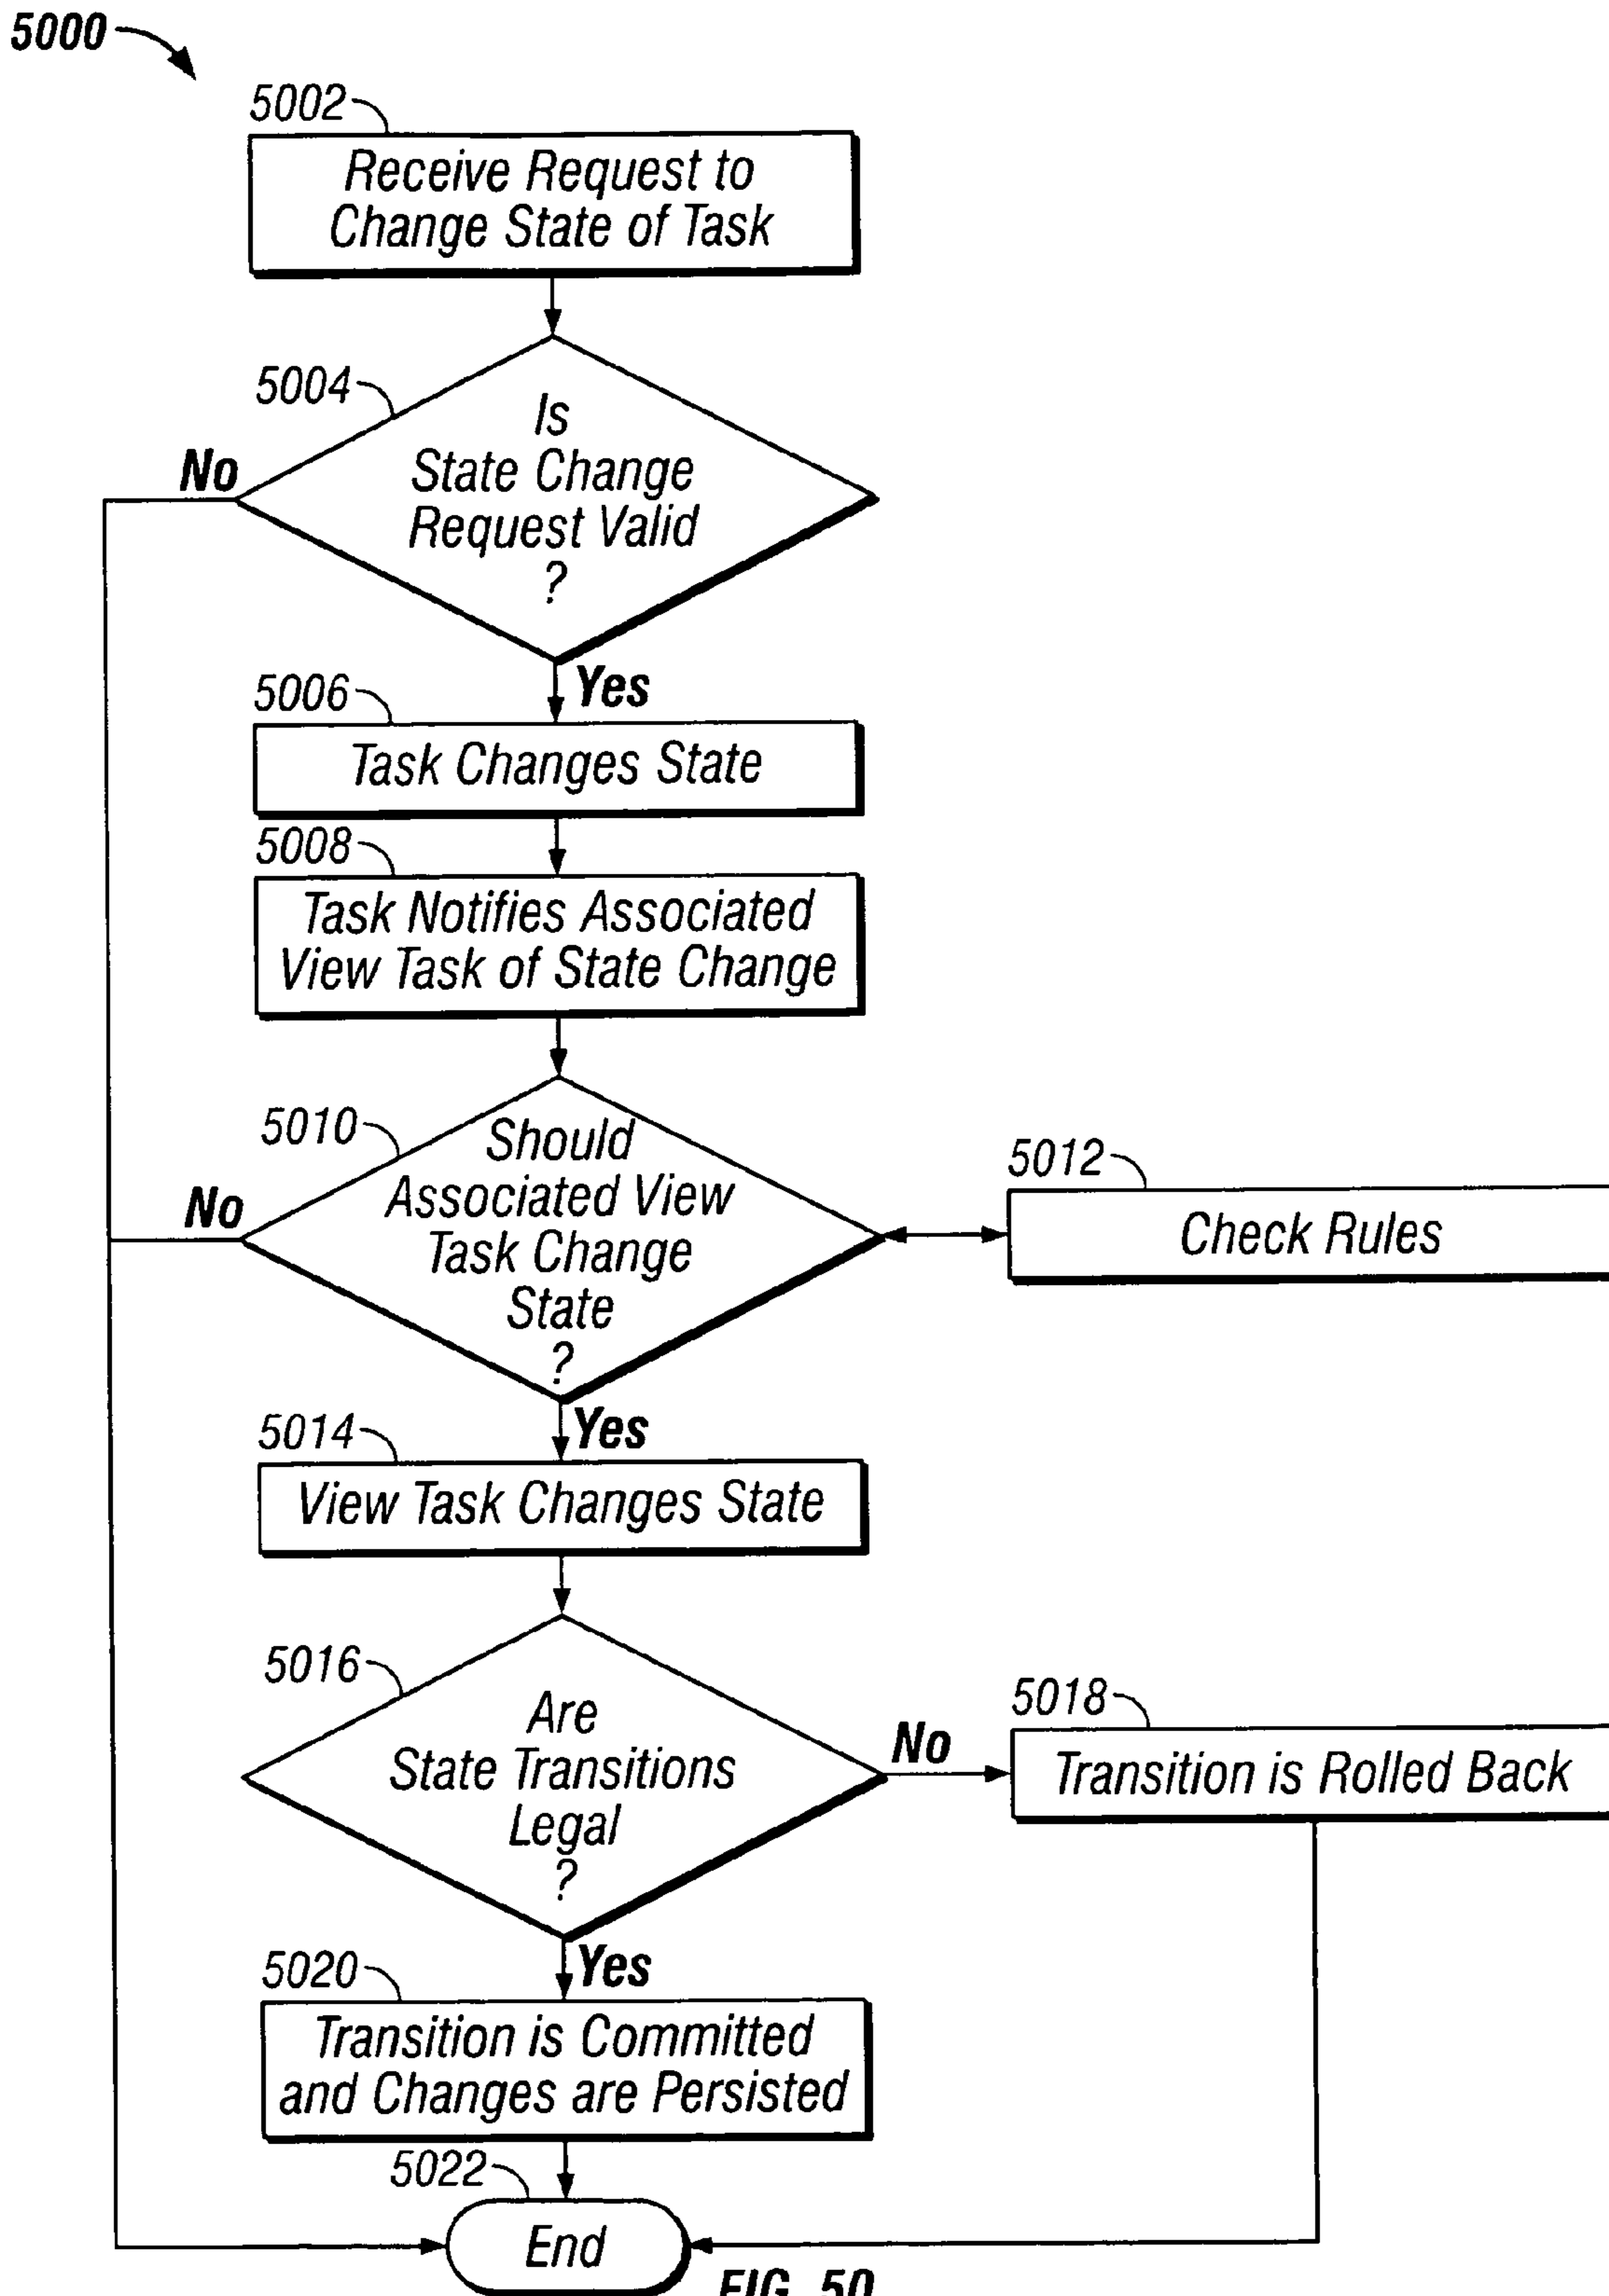 5000
5002
Receive Request to
Change State of Task
5004
Is
State Change
Request Valid
?
No
Yes
5006
Task Changes State
5008
Task Notifies Associated
View Task of State Change
5010
Should
Associated View
Task Change
State
?
No
5012
Check Rules
Yes
5014
View Task Changes State
5016
Are
State Transitions
Legal
?
No
5018
Transition is Rolled Back
Yes
5020
Transition is Committed
and Changes are Persisted
5022
End
FIG. 50